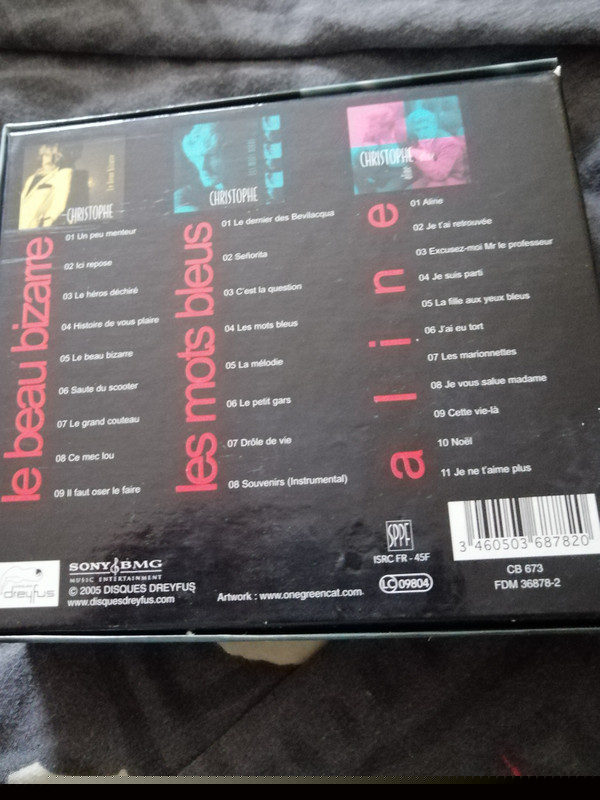 CHRISTOPHE
le beau bizarre
01 Un peu menteur
02 Ici repose
03 Le héros déchiré
04 Histoire de vous plaire
05 Le beau bizarre
06 Saute du scooter
07 Le grand couteau
08 Ce mec lou
09 Il faut oser le faire
CHRISTOPHE
les mots bleus
01 Le dernier des Bevilacqua
02 Señorita
03 C'est la question
04 Les mots bleus
05 La mélodie
06 Le petit gars
07 Drôle de vie
08 Souvenirs (Instrumental)
CHRISTOPHE
aline
01 Aline
02 Je t'ai retrouvée
03 Excusez-moi Mr le professeur
04 Je suis parti
05 La fille aux yeux bleus
06 J'ai eu tort
07 Les marionnettes
08 Je vous salue madame
09 Cette vie-là
10 Noël
11 Je ne t'aime plus
dreyfus
SONY BMG
MUSIC ENTERTAINMENT
© 2005 DISQUES DREYFUS
www.disquesdreyfus.com
Artwork : www.onegreencat.com
SPPF
ISRC FR - 45F
LC 09804
3 460503 687820
CB 673
FDM 36878-2